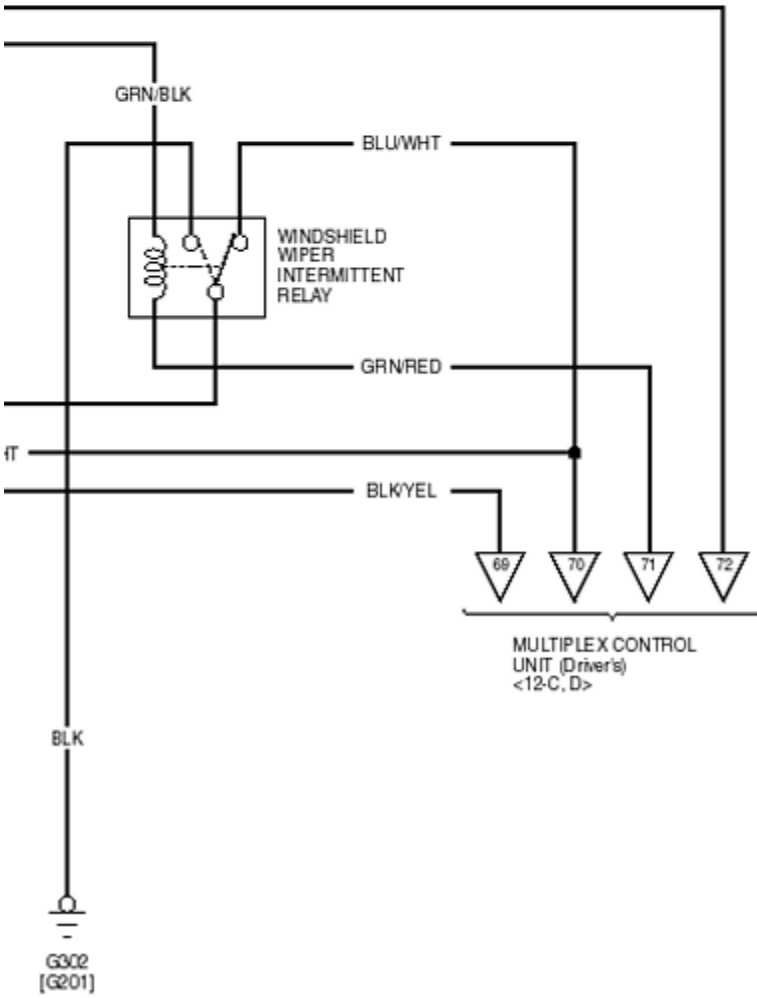 GRN/BLK
BLU/WHT
WINDSHIELD
WIPER
INTERMITTENT
RELAY
GRN/RED
HT
BLK/YEL
69
70
71
72
MULTIPLEX CONTROL
UNIT (Driver's)
<12-C, D>
BLK
G302
[G201]